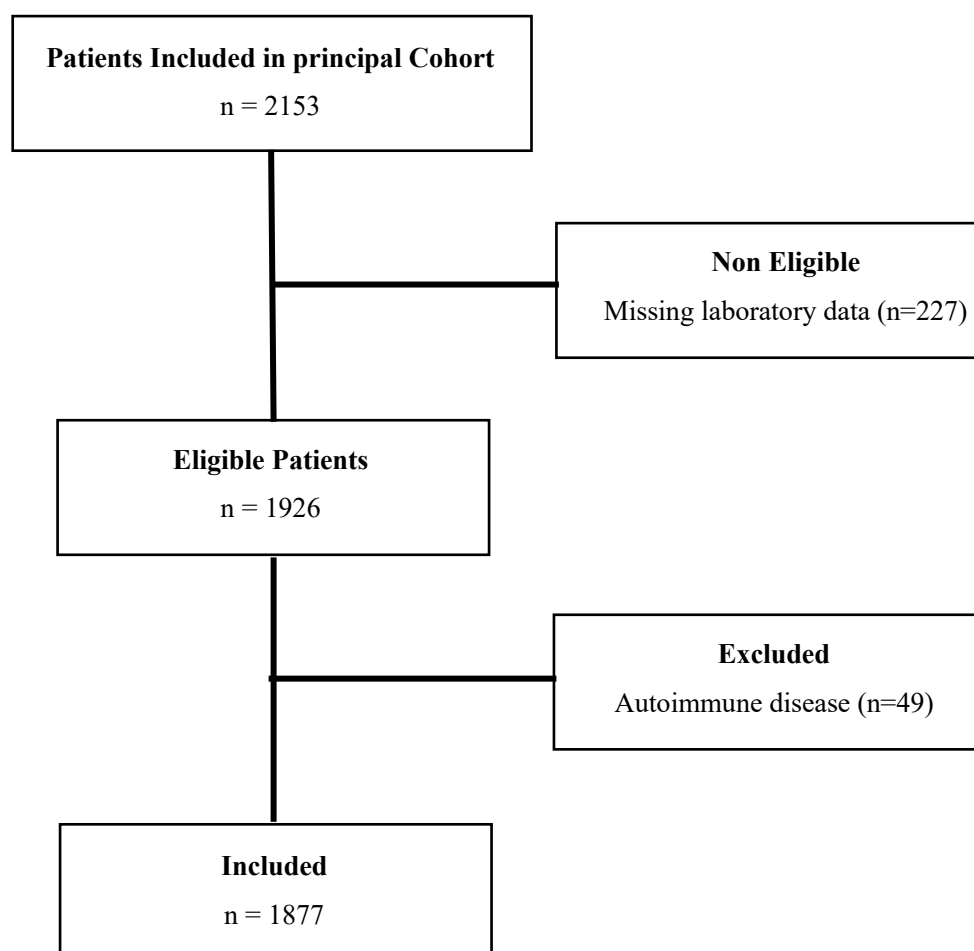 Patients Included in principal Cohort
n = 2153
Non Eligible
Missing laboratory data (n=227)
Eligible Patients
n = 1926
Excluded
Autoimmune disease (n=49)
Included
n = 1877